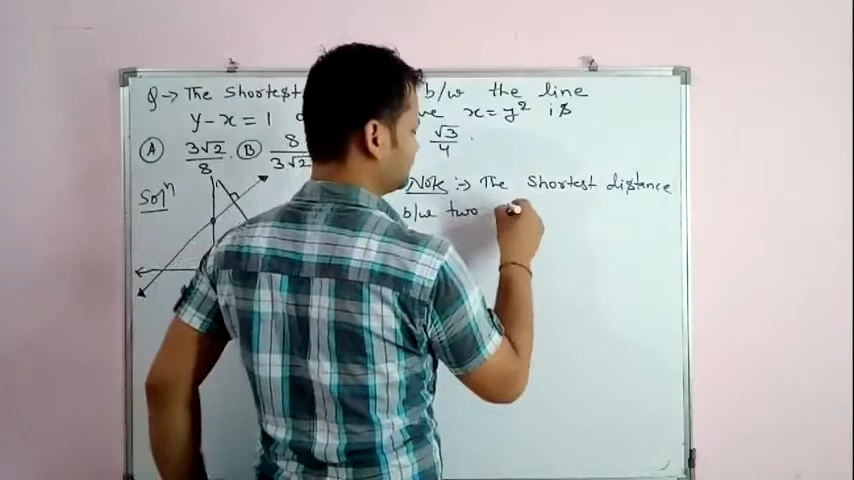 Q→ The Shortest b/w the line
y-x=1 x=y² is
(A) 3√2/8 . (B) 8/3√2 √3/4 .
Solⁿ
Note :→ The Shortest distance
b/w two